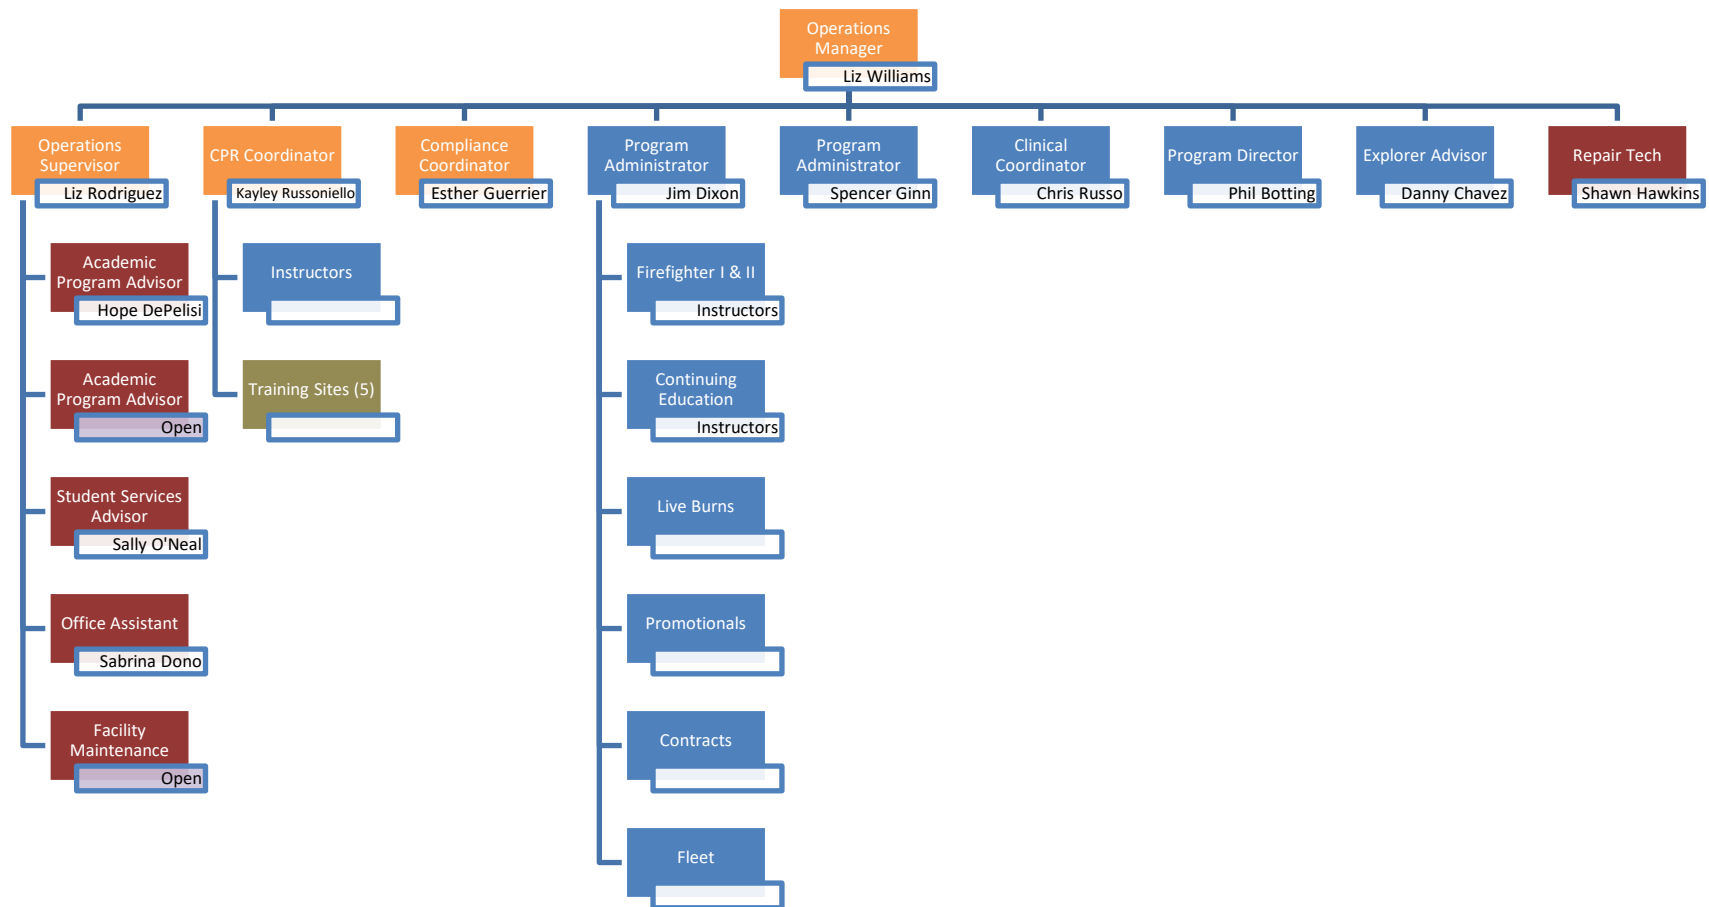 Operations
Manager
Liz Williams
Operations
Supervisor
Liz Rodriguez
CPR Coordinator
Kayley Russoniello
Compliance
Coordinator
Esther Guerrier
Program
Administrator
Jim Dixon
Program
Administrator
Spencer Ginn
Clinical
Coordinator
Chris Russo
Program Director
Phil Botting
Explorer Advisor
Danny Chavez
Repair Tech
Shawn Hawkins
Academic
Program Advisor
Hope DePelisi
Academic
Program Advisor
Open
Student Services
Advisor
Sally O'Neal
Office Assistant
Sabrina Dono
Facility
Maintenance
Open
Instructors
Training Sites (5)
Firefighter I & II
Instructors
Continuing
Education
Instructors
Live Burns
Promotionals
Contracts
Fleet